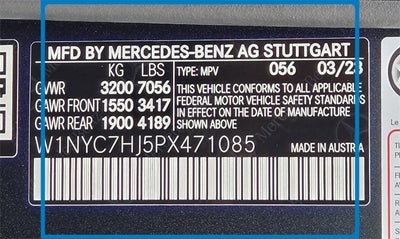 MFD BY MERCEDES-BENZ AG STUTTGART
KG LBS TYPE: MPV 056 03/23
GVWR 3200 7056 THIS VEHICLE CONFORMS TO ALL APPLICABLE
GAWR FRONT 1550 3417 FEDERAL MOTOR VEHICLE SAFETY STANDARDS
GAWR REAR 1900 4189 IN EFFECT ON THE DATE OF MANUFACTURE
SHOWN ABOVE
W1NYC7HJ5PX471085 MADE IN AUSTRIA